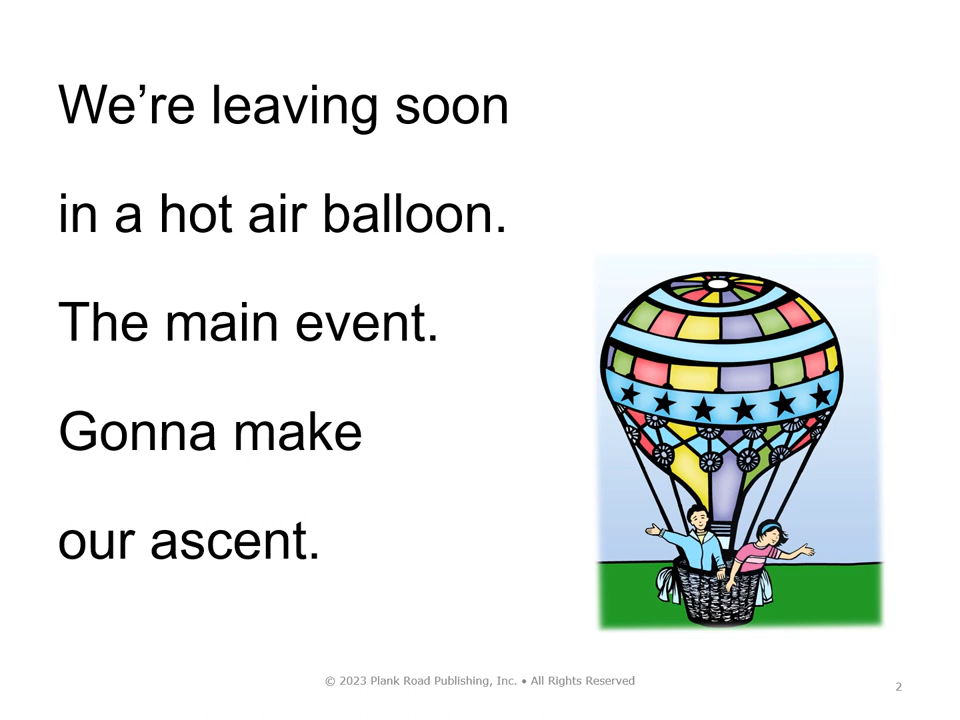 We’re leaving soon
in a hot air balloon.
The main event.
Gonna make
our ascent.
© 2023 Plank Road Publishing, Inc. • All Rights Reserved
2